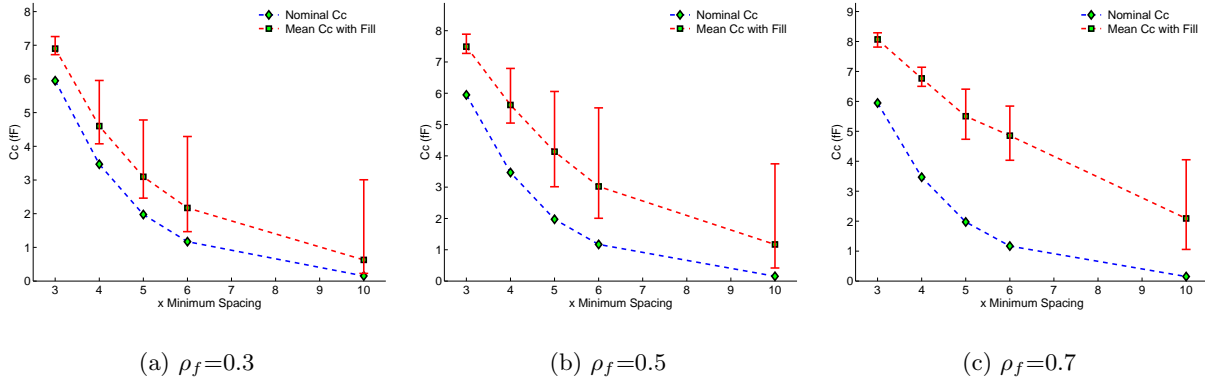 8
7
6
5
4
3
2
1
0
Cc (fF)
3 4 5 6 7 8 9 10
x Minimum Spacing
Nominal Cc
Mean Cc with Fill
(a) ρf=0.3
8
7
6
5
4
3
2
1
0
Cc (fF)
3 4 5 6 7 8 9 10
x Minimum Spacing
Nominal Cc
Mean Cc with Fill
(b) ρf=0.5
9
8
7
6
5
4
3
2
1
0
Cc (fF)
3 4 5 6 7 8 9 10
x Minimum Spacing
Nominal Cc
Mean Cc with Fill
(c) ρf=0.7